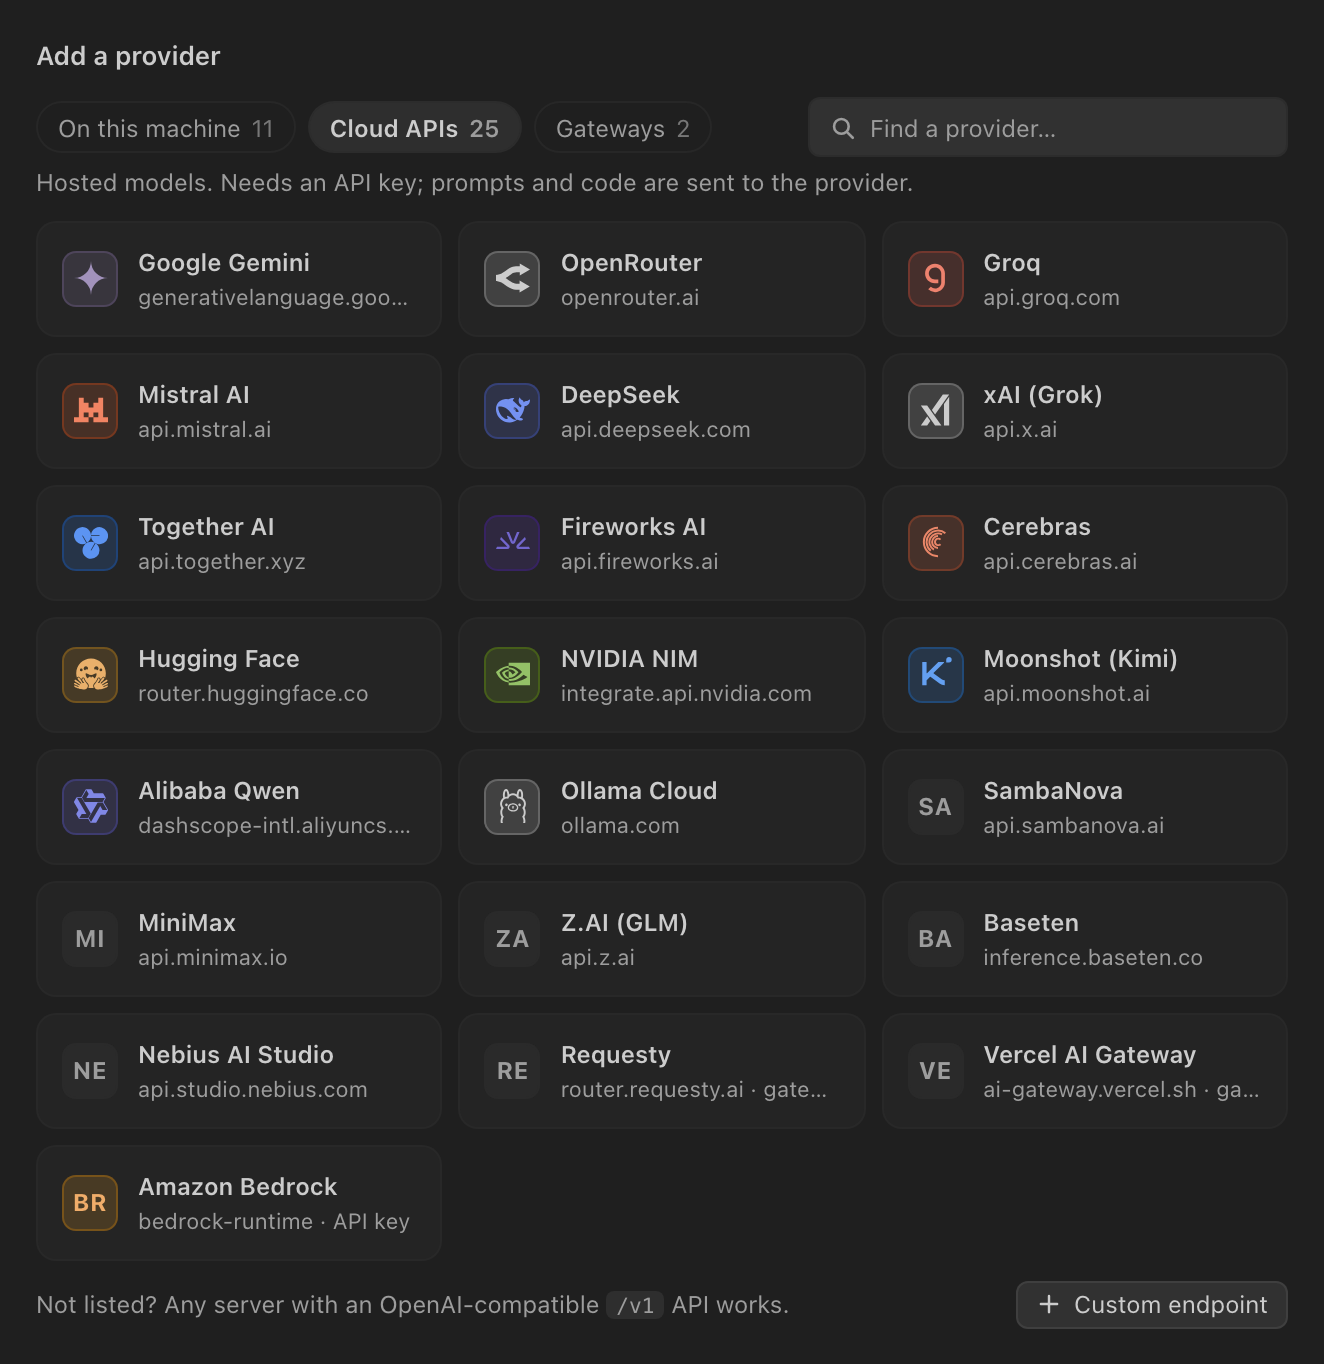 Add a provider
On this machine 11
Cloud APIs 25
Gateways 2
Find a provider...
Hosted models. Needs an API key; prompts and code are sent to the provider.
Google Gemini
generativelanguage.goo...
OpenRouter
openrouter.ai
Groq
api.groq.com
Mistral AI
api.mistral.ai
DeepSeek
api.deepseek.com
xAI (Grok)
api.x.ai
Together AI
api.together.xyz
Fireworks AI
api.fireworks.ai
Cerebras
api.cerebras.ai
Hugging Face
router.huggingface.co
NVIDIA NIM
integrate.api.nvidia.com
Moonshot (Kimi)
api.moonshot.ai
Alibaba Qwen
dashscope-intl.aliyuncs....
Ollama Cloud
ollama.com
SA
SambaNova
api.sambanova.ai
MI
MiniMax
api.minimax.io
ZA
Z.AI (GLM)
api.z.ai
BA
Baseten
inference.baseten.co
NE
Nebius AI Studio
api.studio.nebius.com
RE
Requesty
router.requesty.ai · gate...
VE
Vercel AI Gateway
ai-gateway.vercel.sh · ga...
BR
Amazon Bedrock
bedrock-runtime · API key
Not listed? Any server with an OpenAI-compatible /v1 API works.
+ Custom endpoint